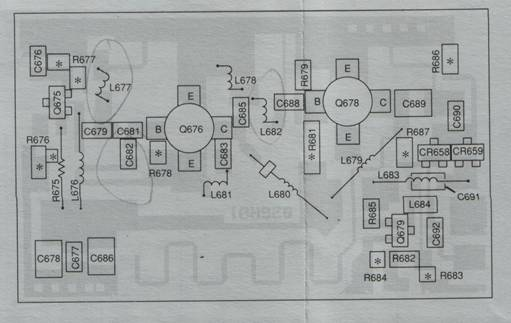 C676
R677
*
*
Q675
L677
L678
R679
E
R686
*
E
C679
C681
B
Q676
C
C685
L682
C688
B
Q678
C
C689
C690
R676
*
*
C682
*
R678
E
C683
R681
*
E
L679
R687
*
CR658
CR659
R675
L676
L681
L680
L683
C691
R685
L684
Q679
C692
C678
C677
C686
*
R684
R682
*
R683